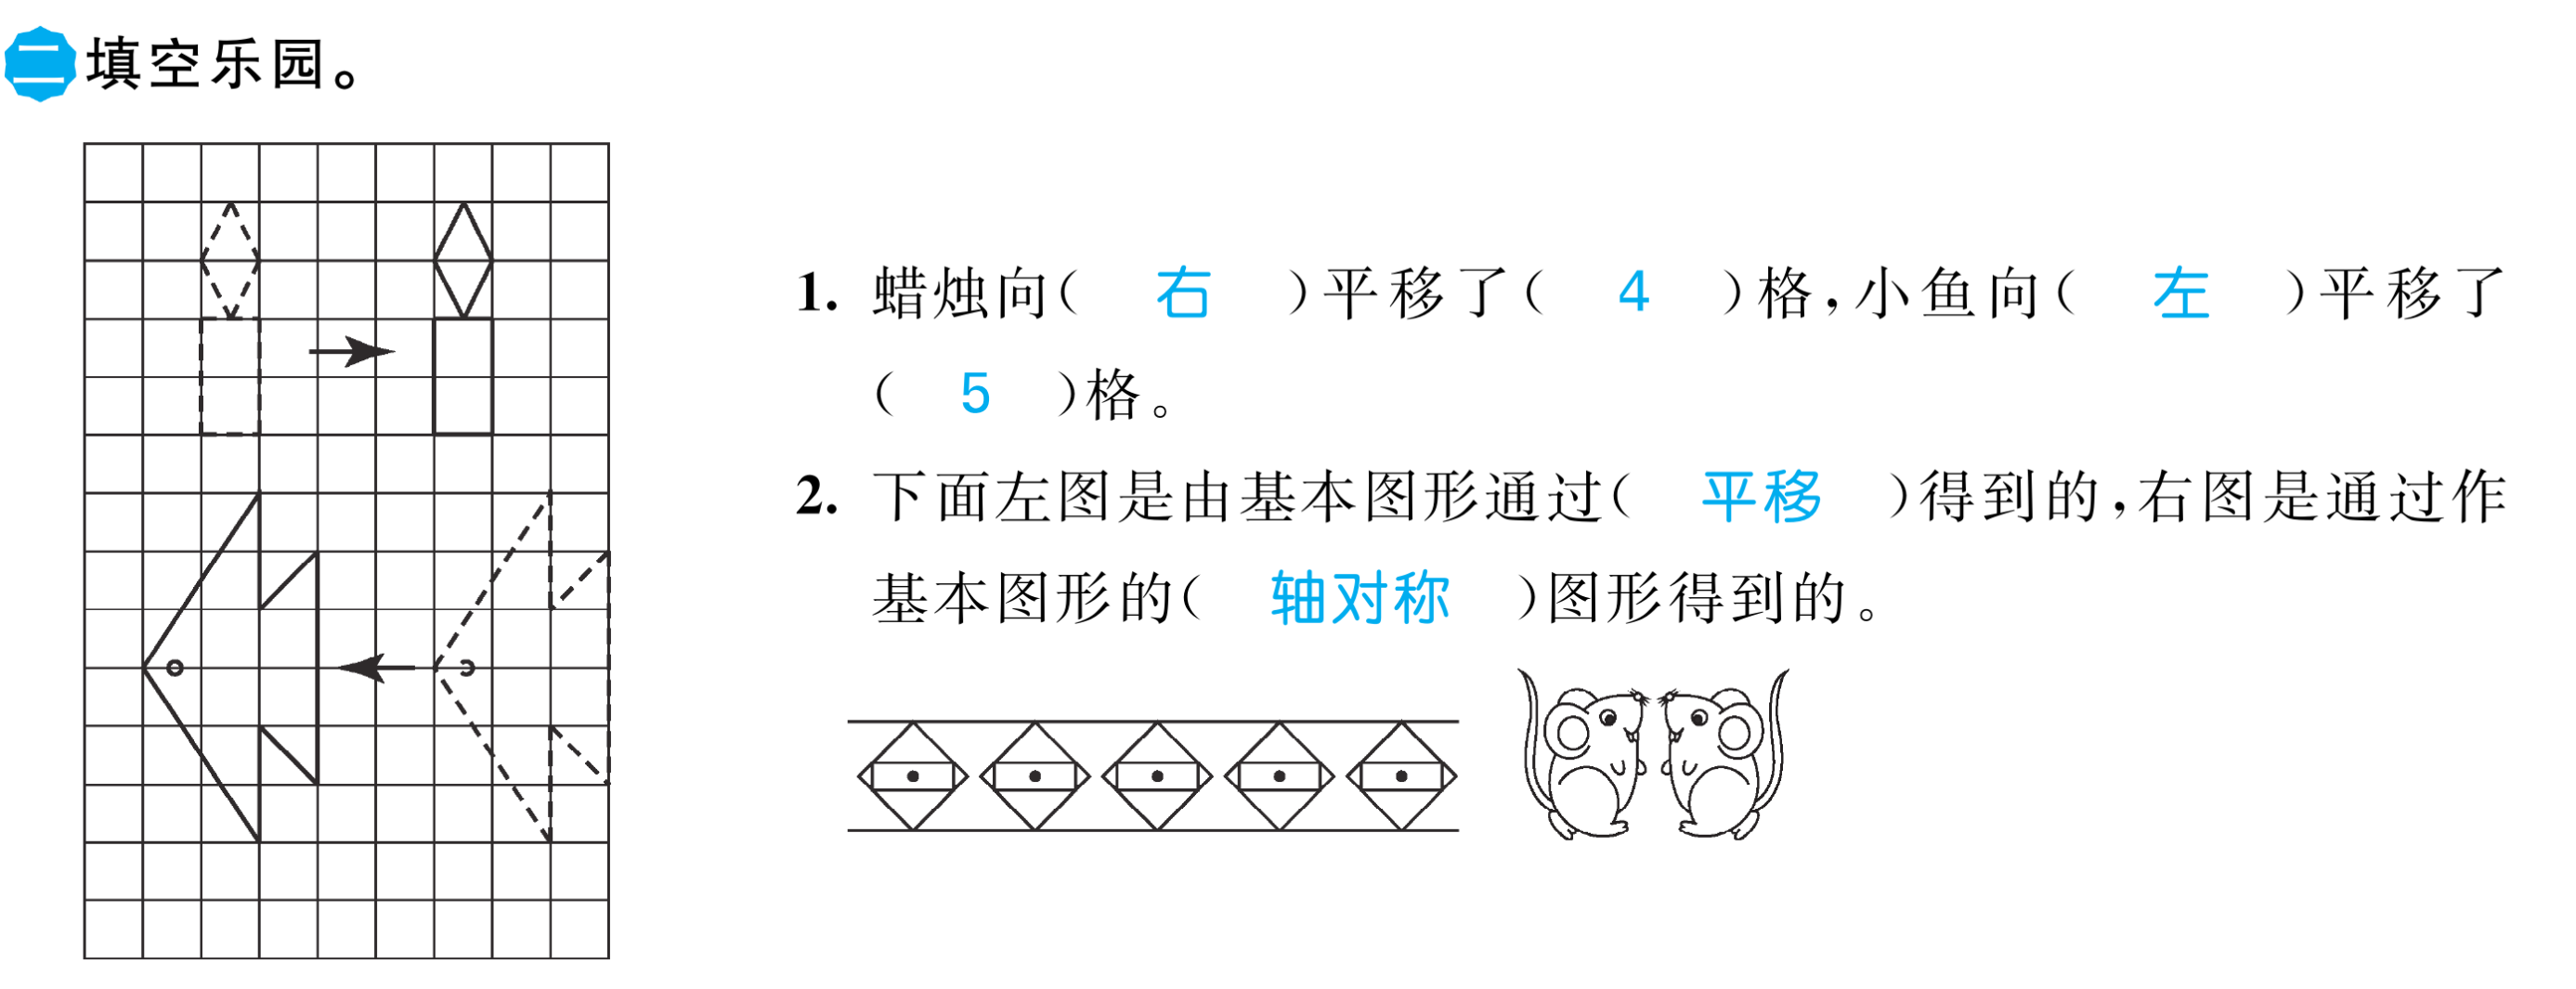 二 填空乐园。
1. 蜡烛向( 右 )平移了( 4 )格,小鱼向( 左 )平移了
( 5 )格。
2. 下面左图是由基本图形通过( 平移 )得到的,右图是通过作
基本图形的( 轴对称 )图形得到的。